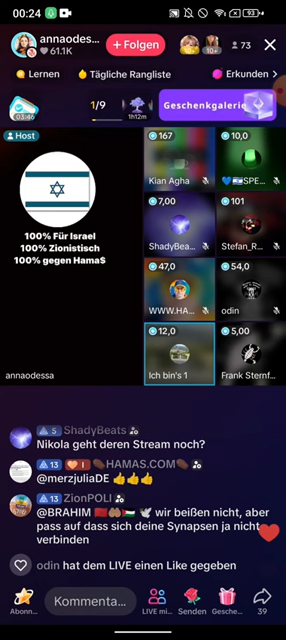 00:24
93
annaodes...
61.1K
+ Folgen
10+
73
Lernen
Tägliche Rangliste
Erkunden >
03:46
1/9
1h12m
Geschenkgalerie
Host
100% Für Israel
100% Zionistisch
100% gegen Hama$
annaodessa
167
Kian Agha
10,0
SPE...
7,00
ShadyBea...
101
Stefan_R...
47,0
WWW.HA...
54,0
odin
12,0
Ich bin's 1
5,00
Frank Sternf...
5 ShadyBeats
Nikola geht deren Stream noch?
13 1 HAMAS.COM
@merzjuliaDE 👍👍👍
13 ZionPOLI
@BRAHIM 🇲🇦🤲🏽🇵🇸 🕊 wir beißen nicht, aber
pass auf dass sich deine Synapsen ja nicht
verbinden
odin hat dem LIVE einen Like gegeben
Abonn...
Kommenta...
LIVE mi...
Senden
Gesche...
39